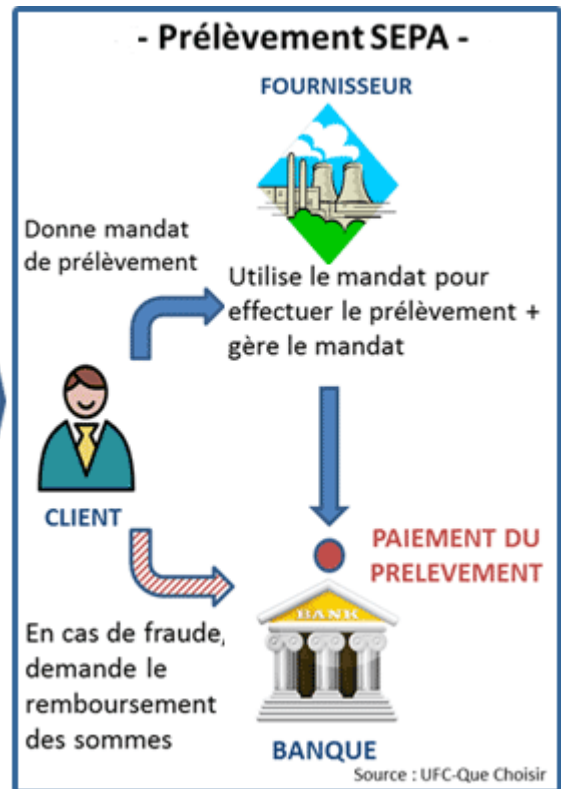 - Prélèvement SEPA -
FOURNISSEUR
Donne mandat
de prélèvement
Utilise le mandat pour
effectuer le prélèvement +
gère le mandat
CLIENT
PAIEMENT DU
PRELEVEMENT
BANK
En cas de fraude,
demande le
remboursement
des sommes
BANQUE
Source : UFC-Que Choisir